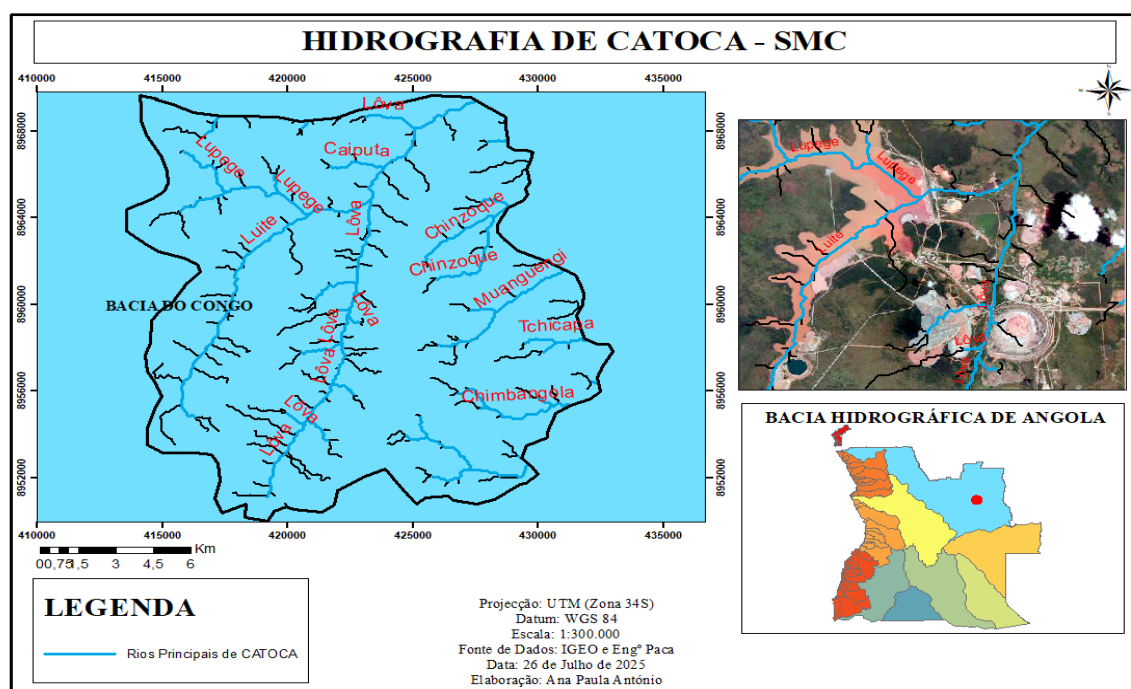 HIDROGRAFIA DE CATOCA - SMC
410000 415000 420000 425000 430000 435000
8968000
8964000
8960000
8956000
8952000
Lôva
Caiputa
Lupege
Lupege
Lôva
Luite
Chinzoque
Chinzoque
Muanguengi
BACIA DO CONGO
Lôva
Lôva
Lôva
Tchicapa
Chimbangola
Lôva
Lôva
8968000
8964000
8960000
8956000
8952000
410000 415000 420000 425000 430000 435000
00,751,5 3 4,5 6 Km
LEGENDA
Rios Principais de CATOCA
Projecção: UTM (Zona 34S)
Datum: WGS 84
Escala: 1:300.000
Fonte de Dados: IGEO e Engº Paca
Data: 26 de Julho de 2025
Elaboração: Ana Paula António
Lupege
Lupege
Luite
Lôva
BACIA HIDROGRÁFICA DE ANGOLA